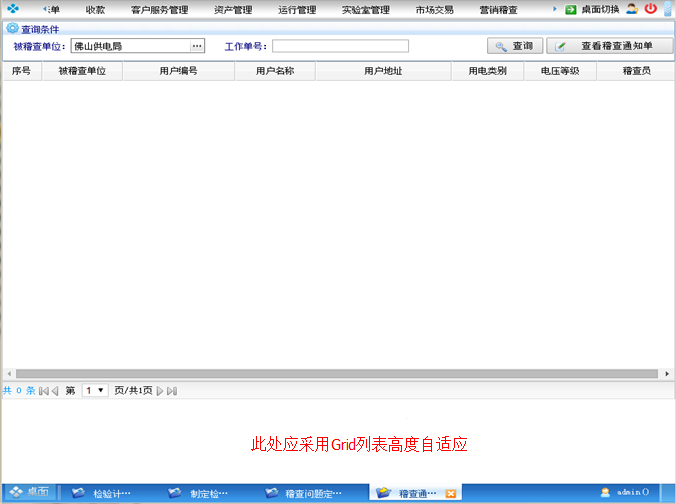 单 收款 客户服务管理 资产管理 运行管理 实验室管理 市场交易 营销稽查 桌面切换
查询条件
被稽查单位: 佛山供电局 ... 工作单号: 查询 查看稽查通知单
序号 被稽查单位 用户编号 用户名称 用户地址 用电类别 电压等级 稽查员
共 0 条 第 1 页/共1页
此处应采用Grid列表高度自适应
桌面 检验计... 制定检... 稽查问题定... 稽查通... admin0